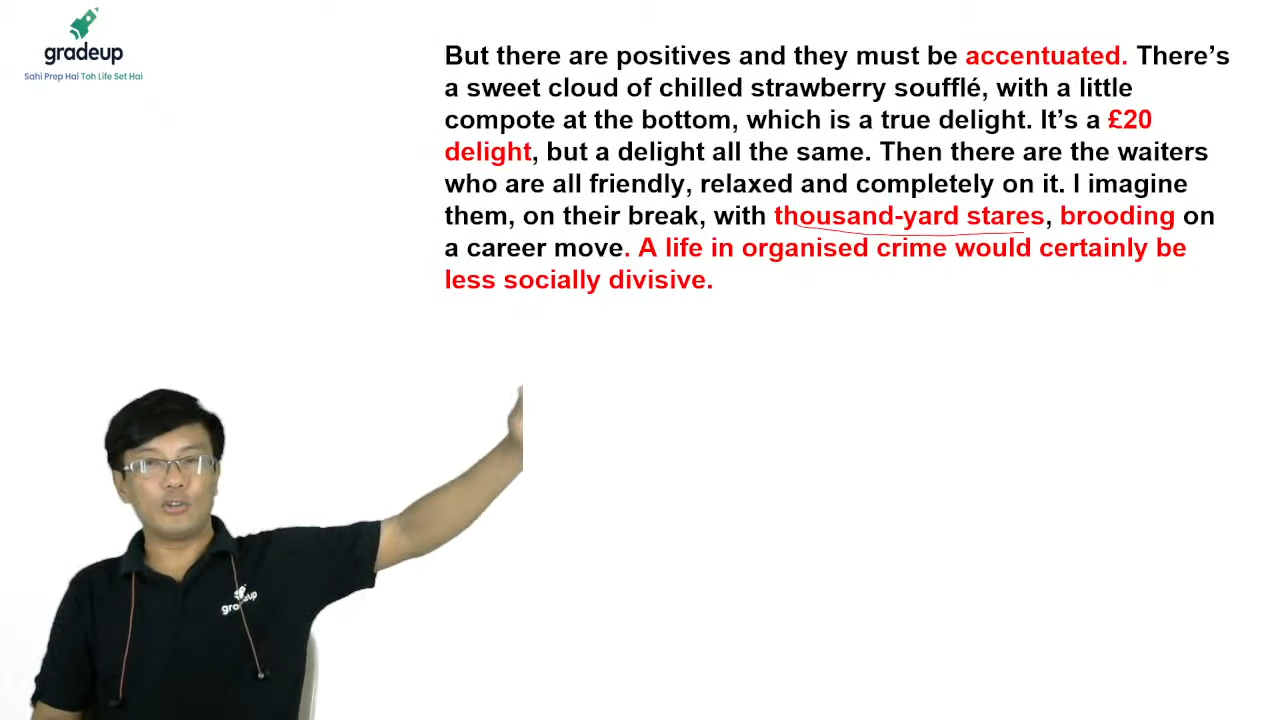 gradeup
Sahi Prep Hai Toh Life Set Hai
But there are positives and they must be accentuated. There’s
a sweet cloud of chilled strawberry soufflé, with a little
compote at the bottom, which is a true delight. It’s a £20
delight, but a delight all the same. Then there are the waiters
who are all friendly, relaxed and completely on it. I imagine
them, on their break, with thousand-yard stares, brooding on
a career move. A life in organised crime would certainly be
less socially divisive.
gradeup